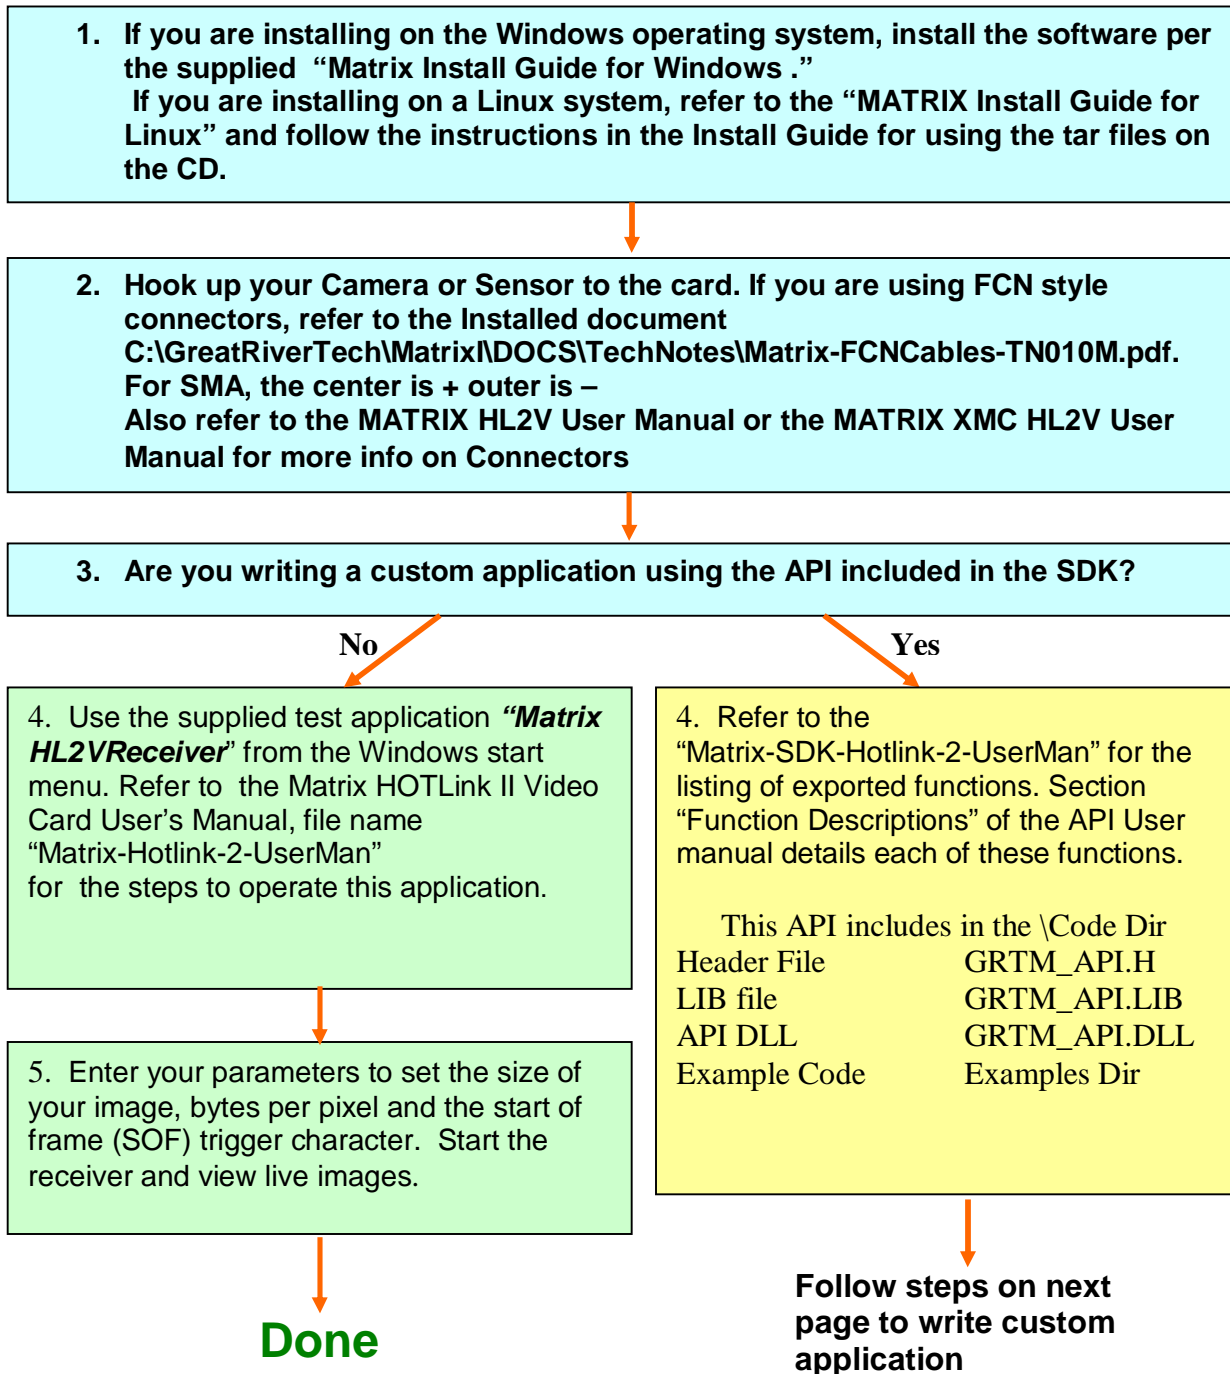 1. If you are installing on the Windows operating system, install the software per
the supplied “Matrix Install Guide for Windows .”
If you are installing on a Linux system, refer to the “MATRIX Install Guide for
Linux” and follow the instructions in the Install Guide for using the tar files on
the CD.
2. Hook up your Camera or Sensor to the card. If you are using FCN style
connectors, refer to the Installed document
C:\GreatRiverTech\MatrixI\DOCS\TechNotes\Matrix-FCNCables-TN010M.pdf.
For SMA, the center is + outer is –
Also refer to the MATRIX HL2V User Manual or the MATRIX XMC HL2V User
Manual for more info on Connectors
3. Are you writing a custom application using the API included in the SDK?
No
Yes
4. Use the supplied test application “Matrix
HL2VReceiver” from the Windows start
menu. Refer to the Matrix HOTLink II Video
Card User’s Manual, file name
“Matrix-Hotlink-2-UserMan”
for the steps to operate this application.
5. Enter your parameters to set the size of
your image, bytes per pixel and the start of
frame (SOF) trigger character. Start the
receiver and view live images.
Done
4. Refer to the
“Matrix-SDK-Hotlink-2-UserMan” for the
listing of exported functions. Section
“Function Descriptions” of the API User
manual details each of these functions.
This API includes in the \Code Dir
Header File GRTM_API.H
LIB file GRTM_API.LIB
API DLL GRTM_API.DLL
Example Code Examples Dir
Follow steps on next
page to write custom
application